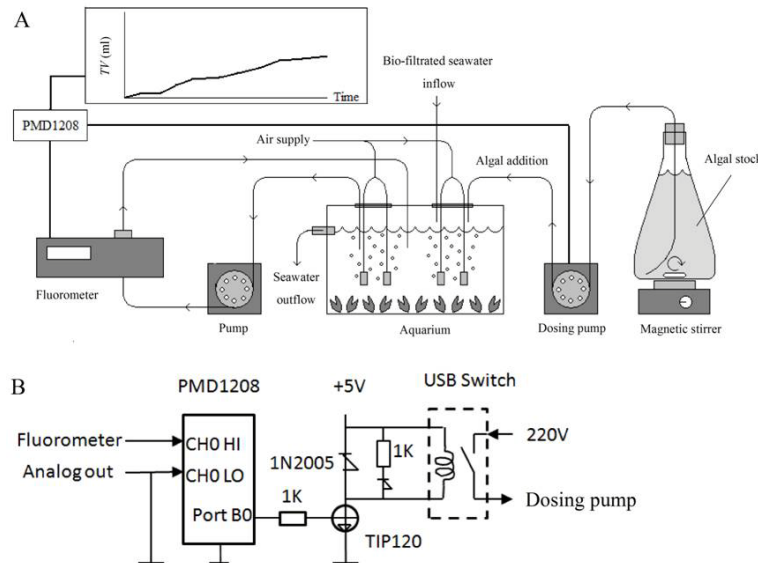 A
TV (ml)
Time
PMD1208
Bio-filtrated seawater
inflow
Air supply
Algal addition
Algal stock
Fluorometer
Pump
Seawater
outflow
Aquarium
Dosing pump
Magnetic stirrer
B
PMD1208
+5V
USB Switch
Fluorometer
CH0 HI
Analog out
CH0 LO
Port B0
1K
1N2005
1K
TIP120
220V
Dosing pump